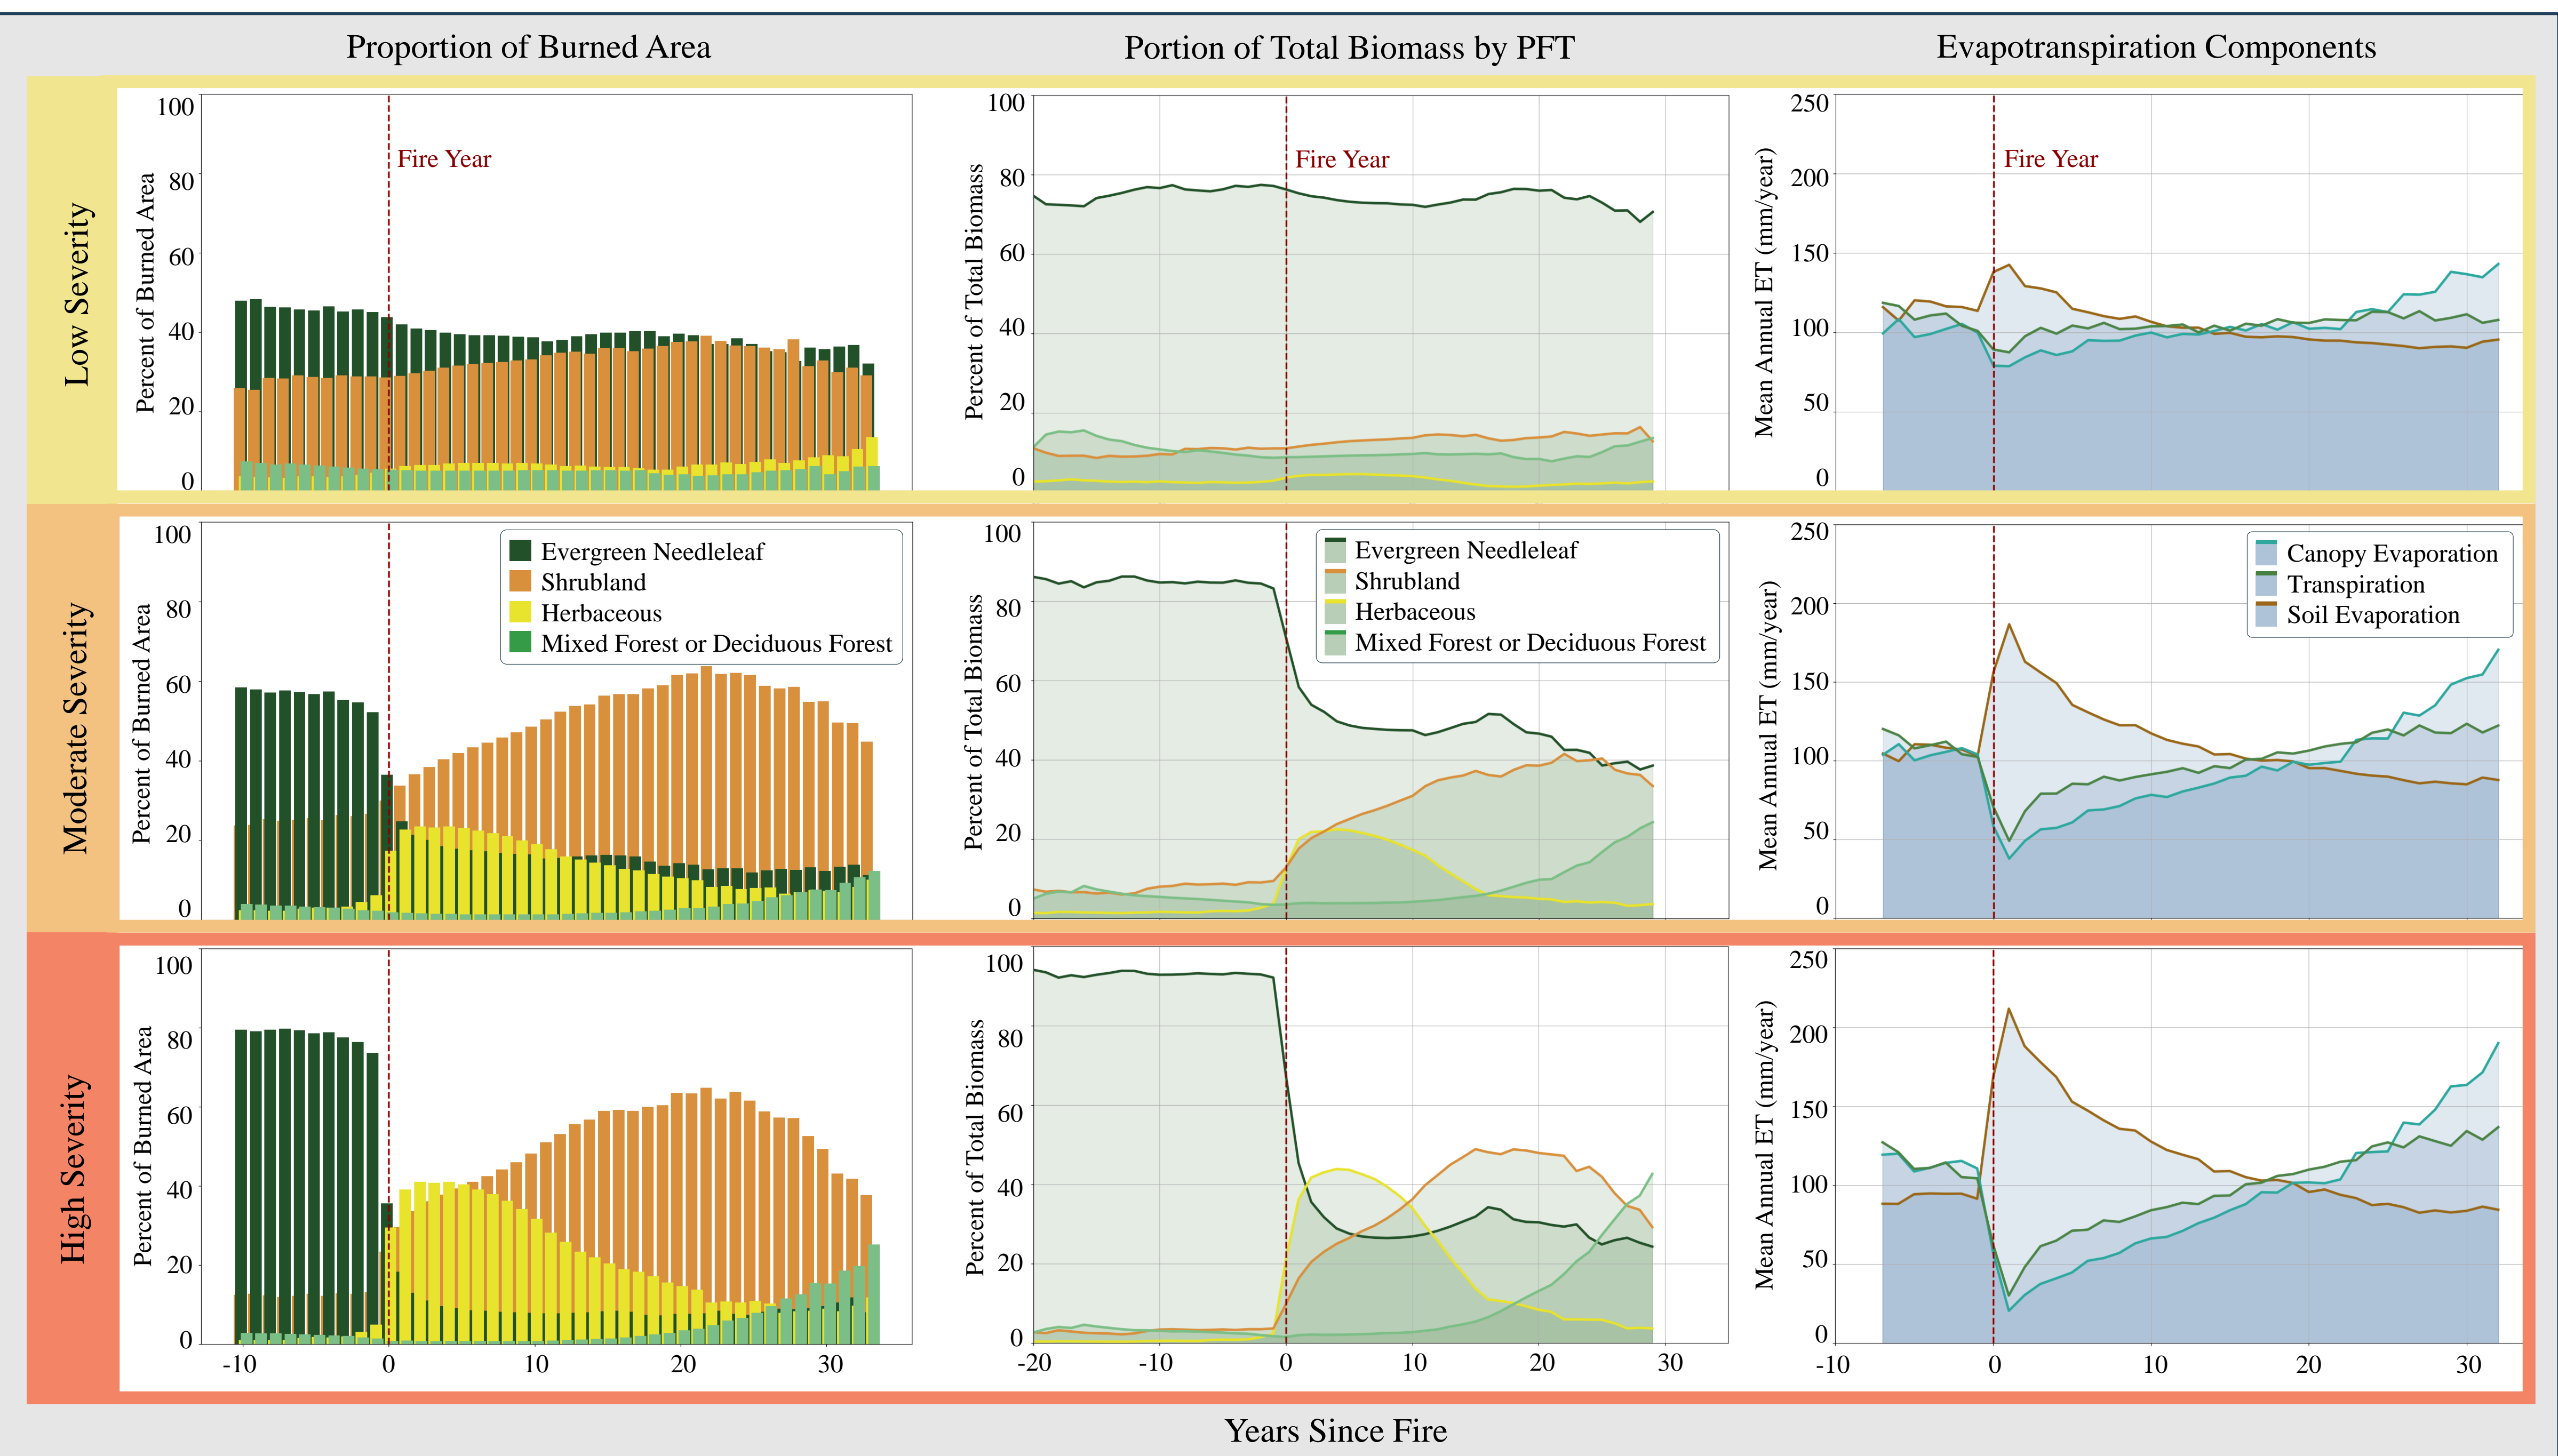 Proportion of Burned Area
Portion of Total Biomass by PFT
Evapotranspiration Components
Low Severity
Percent of Burned Area
100
80
60
40
20
0
Fire Year
Percent of Total Biomass
100
80
60
40
20
0
Fire Year
Mean Annual ET (mm/year)
250
200
150
100
50
0
Fire Year
Moderate Severity
Percent of Burned Area
100
80
60
40
20
0
Evergreen Needleleaf
Shrubland
Herbaceous
Mixed Forest or Deciduous Forest
Percent of Total Biomass
100
80
60
40
20
0
Evergreen Needleleaf
Shrubland
Herbaceous
Mixed Forest or Deciduous Forest
Mean Annual ET (mm/year)
250
200
150
100
50
0
Canopy Evaporation
Transpiration
Soil Evaporation
High Severity
Percent of Burned Area
100
80
60
40
20
0
-10 0 10 20 30
Percent of Total Biomass
100
80
60
40
20
0
-20 -10 0 10 20 30
Mean Annual ET (mm/year)
250
200
150
100
50
0
-10 0 10 20 30
Years Since Fire